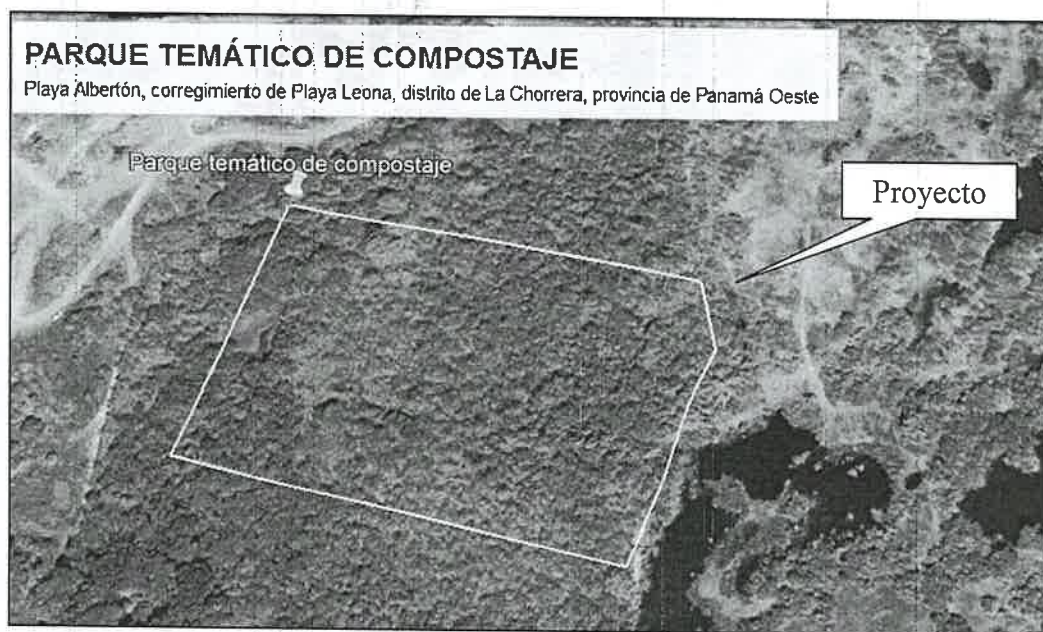 PARQUE TEMÁTICO DE COMPOSTAJE
Playa Albertón, corregimiento de Playa Leona, distrito de La Chorrera, provincia de Panamá Oeste
Parque temático de compostaje
Proyecto